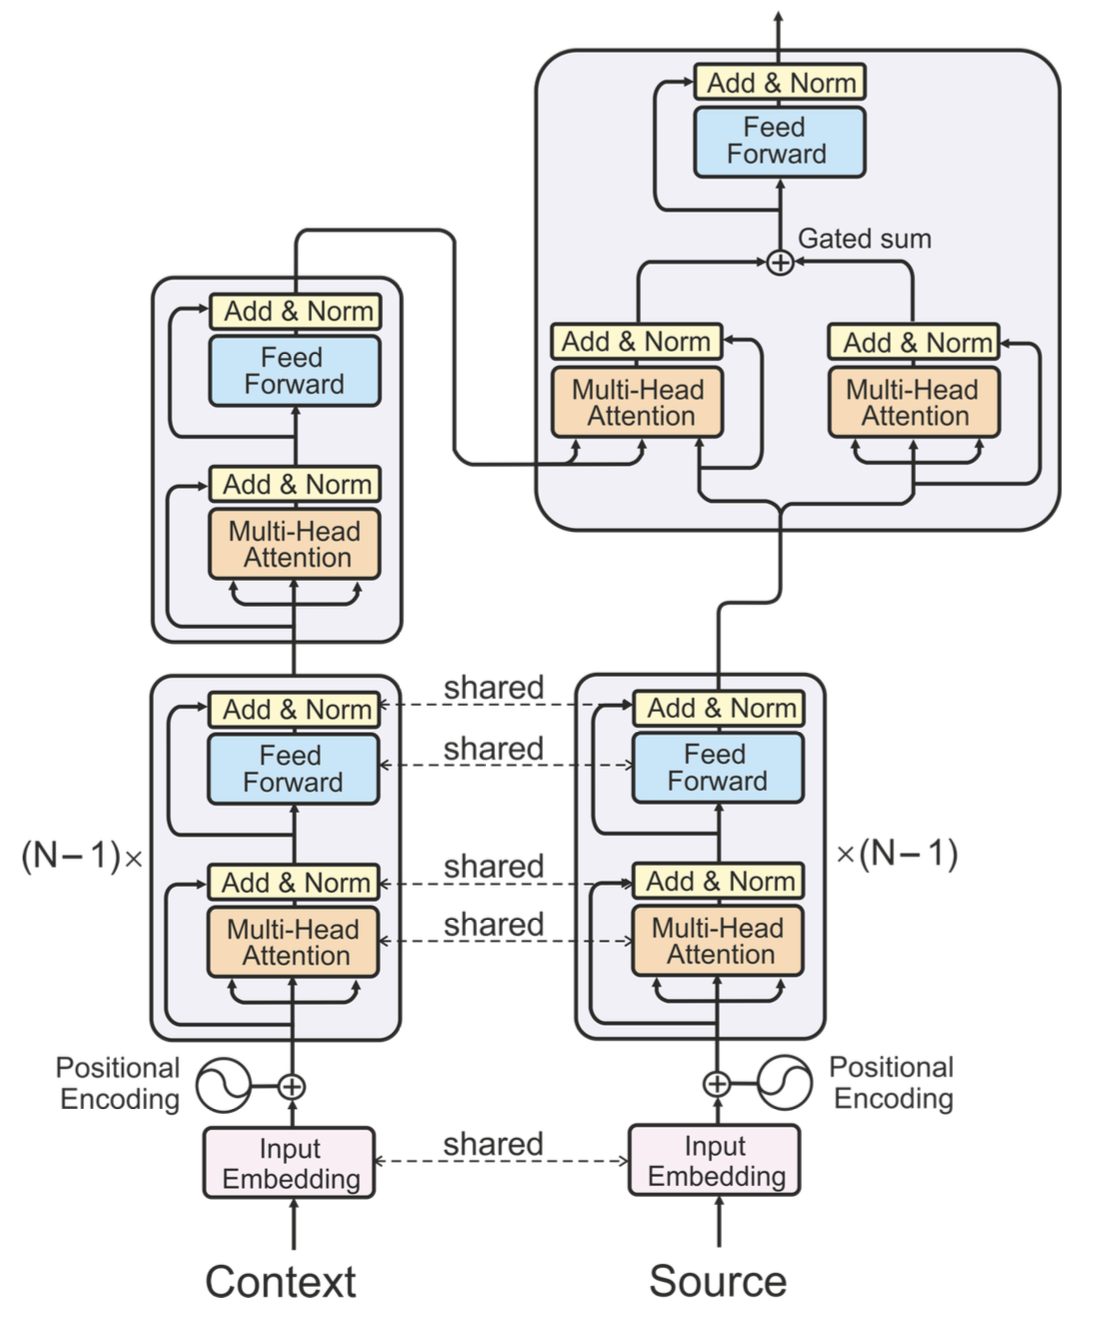 Add & Norm
Feed
Forward
Gated sum
Add & Norm
Multi-Head
Attention
Add & Norm
Multi-Head
Attention
Add & Norm
Feed
Forward
Add & Norm
Multi-Head
Attention
Add & Norm
Feed
Forward
Add & Norm
Multi-Head
Attention
(N–1)×
shared
shared
shared
shared
Add & Norm
Feed
Forward
Add & Norm
Multi-Head
Attention
×(N–1)
Positional
Encoding
Positional
Encoding
Input
Embedding
shared
Input
Embedding
Context
Source